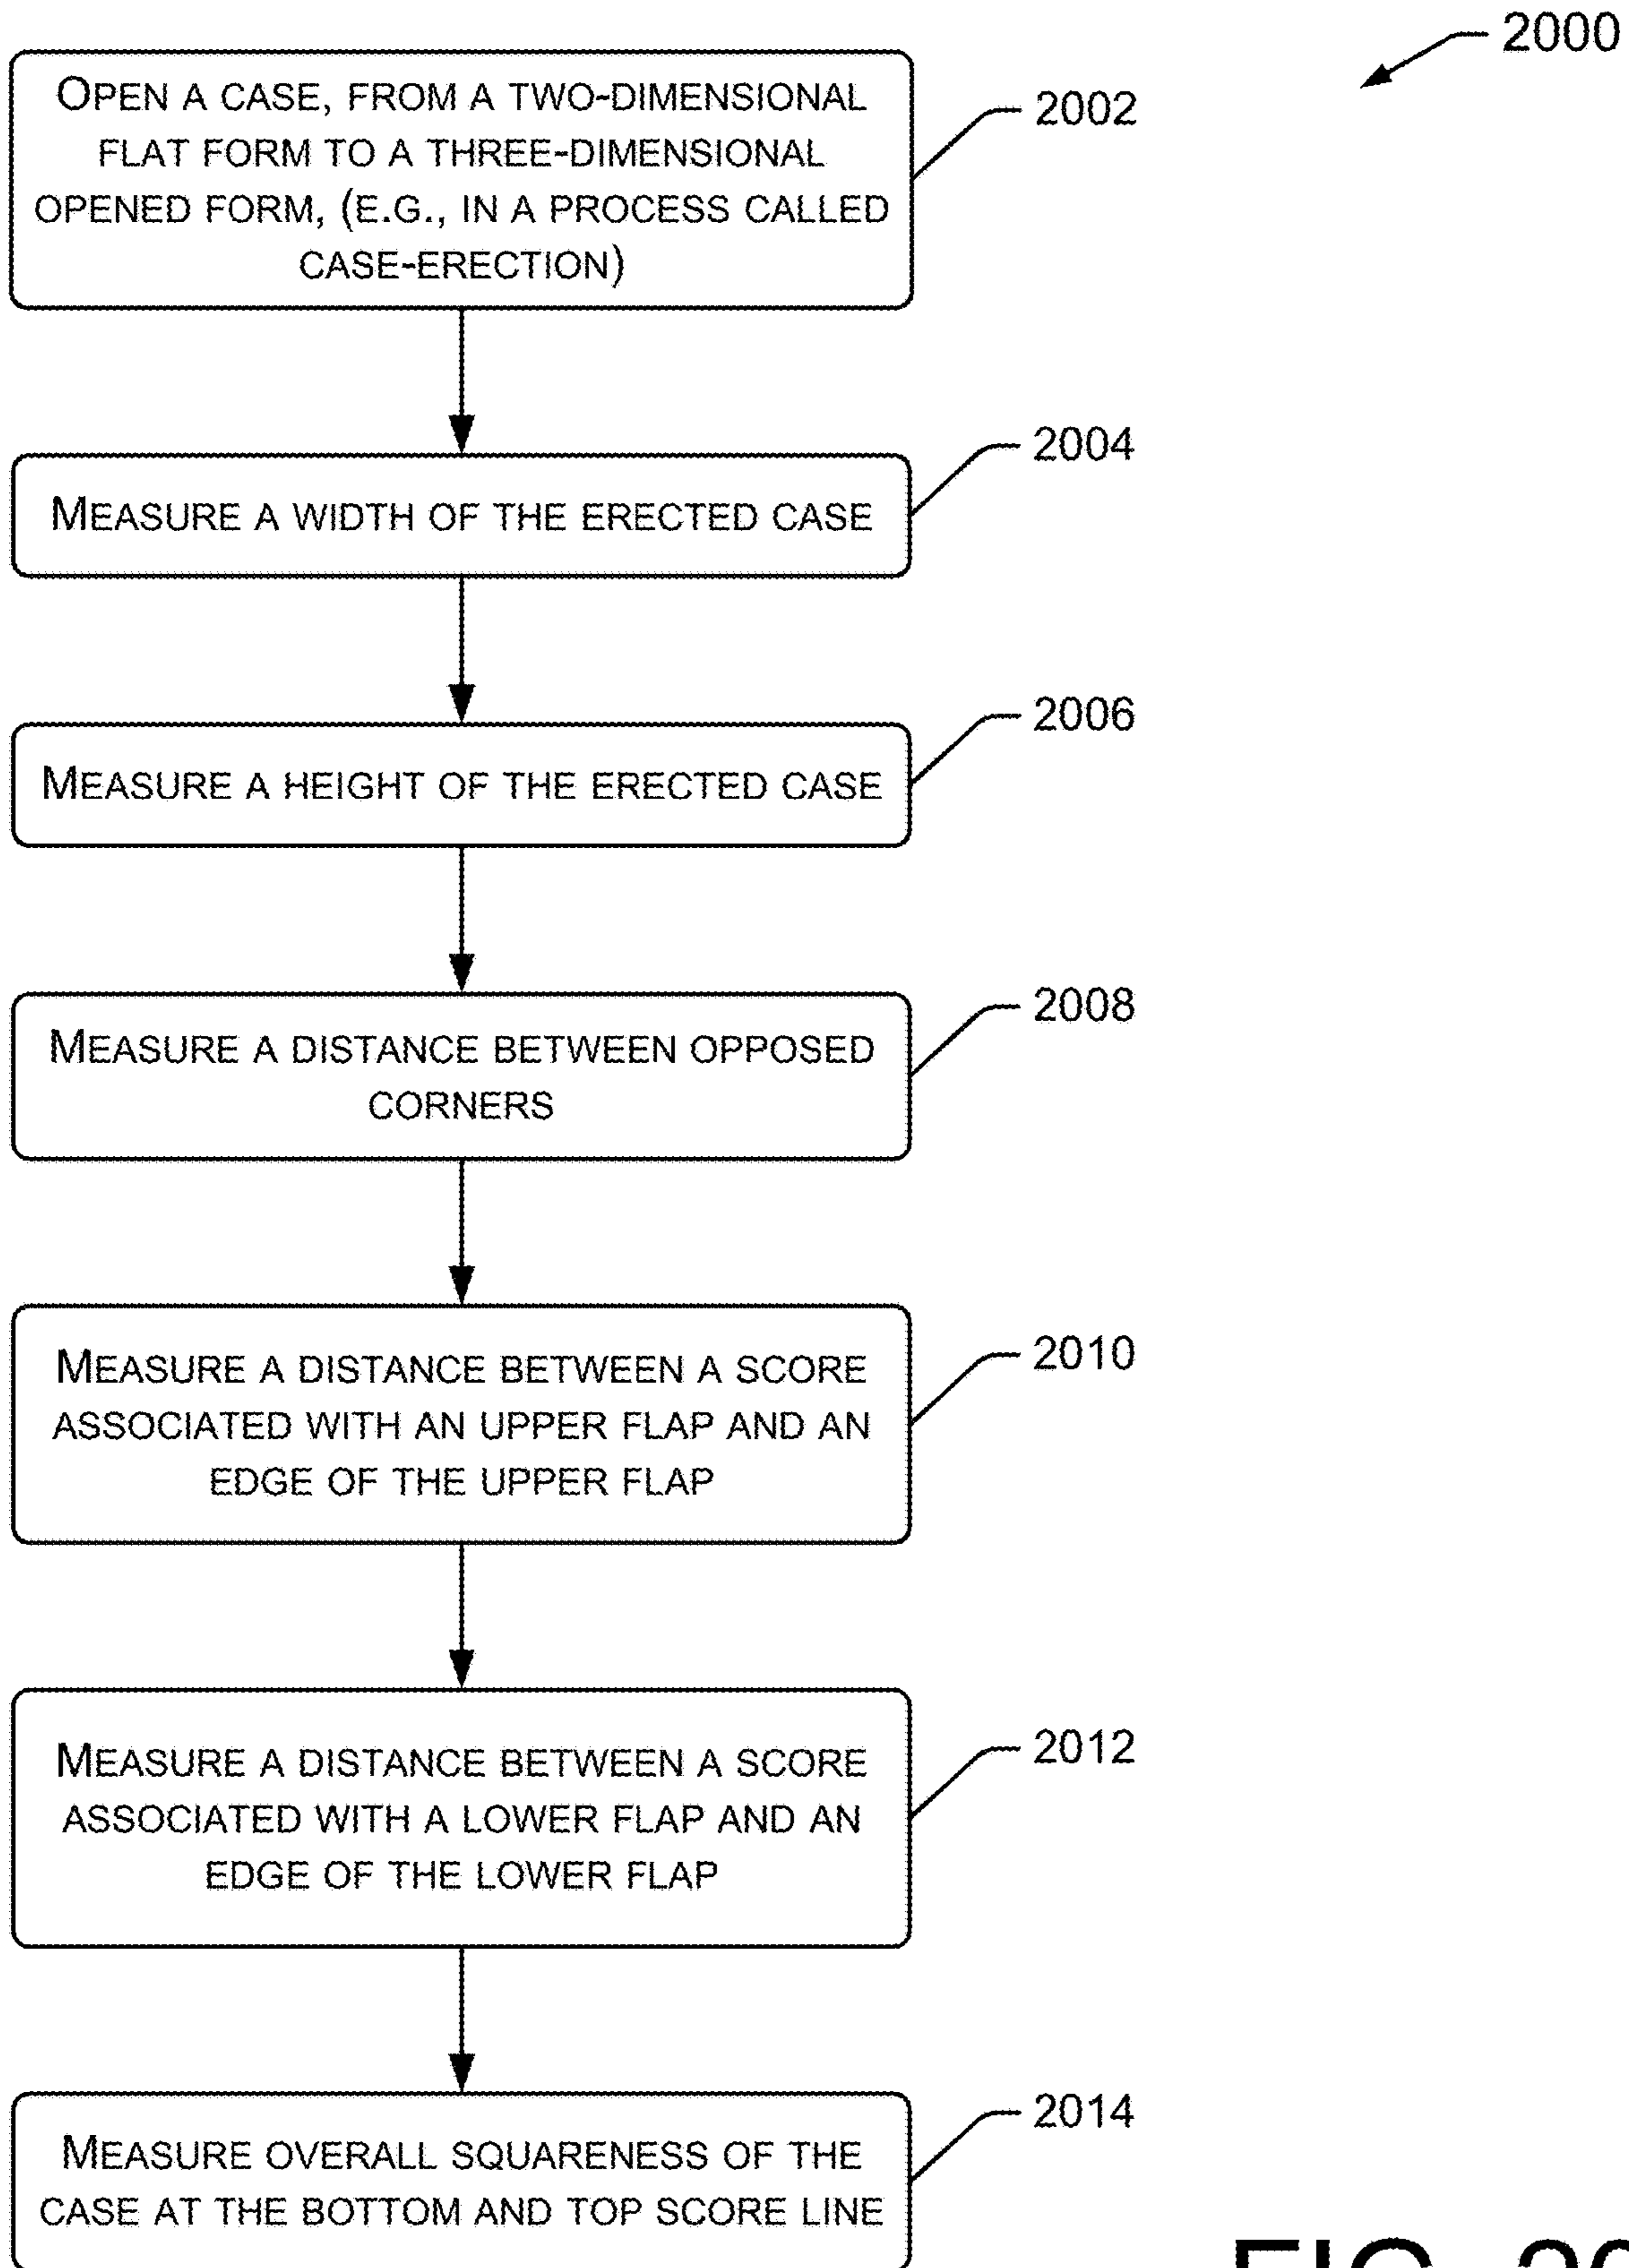 2000
OPEN A CASE, FROM A TWO-DIMENSIONAL
FLAT FORM TO A THREE-DIMENSIONAL
OPENED FORM, (E.G., IN A PROCESS CALLED
CASE-ERECTION)
2002
MEASURE A WIDTH OF THE ERECTED CASE
2004
MEASURE A HEIGHT OF THE ERECTED CASE
2006
MEASURE A DISTANCE BETWEEN OPPOSED
CORNERS
2008
MEASURE A DISTANCE BETWEEN A SCORE
ASSOCIATED WITH AN UPPER FLAP AND AN
EDGE OF THE UPPER FLAP
2010
MEASURE A DISTANCE BETWEEN A SCORE
ASSOCIATED WITH A LOWER FLAP AND AN
EDGE OF THE LOWER FLAP
2012
MEASURE OVERALL SQUARENESS OF THE
CASE AT THE BOTTOM AND TOP SCORE LINE
2014
FIG. 20